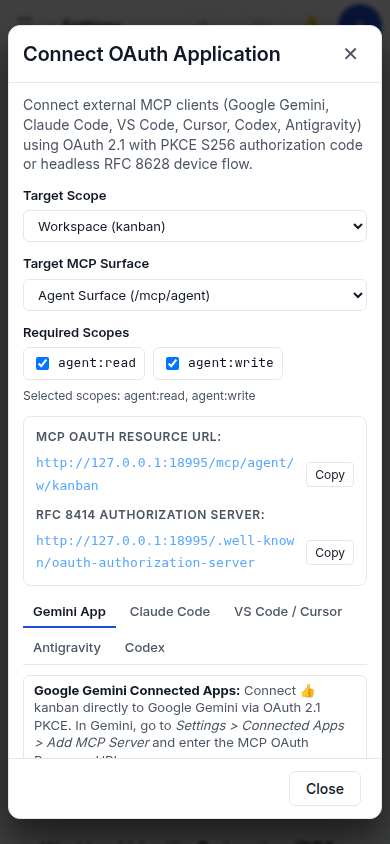 Connect OAuth Application
Connect external MCP clients (Google Gemini,
Claude Code, VS Code, Cursor, Codex, Antigravity)
using OAuth 2.1 with PKCE S256 authorization code
or headless RFC 8628 device flow.
Target Scope
Workspace (kanban)
Target MCP Surface
Agent Surface (/mcp/agent)
Required Scopes
agent:read agent:write
Selected scopes: agent:read, agent:write
MCP OAUTH RESOURCE URL:
http://127.0.0.1:18995/mcp/agent/
w/kanban
Copy
RFC 8414 AUTHORIZATION SERVER:
http://127.0.0.1:18995/.well-know
n/oauth-authorization-server
Copy
Gemini App Claude Code VS Code / Cursor
Antigravity Codex
Google Gemini Connected Apps: Connect 👍
kanban directly to Google Gemini via OAuth 2.1
PKCE. In Gemini, go to Settings > Connected Apps
> Add MCP Server and enter the MCP OAuth
Close